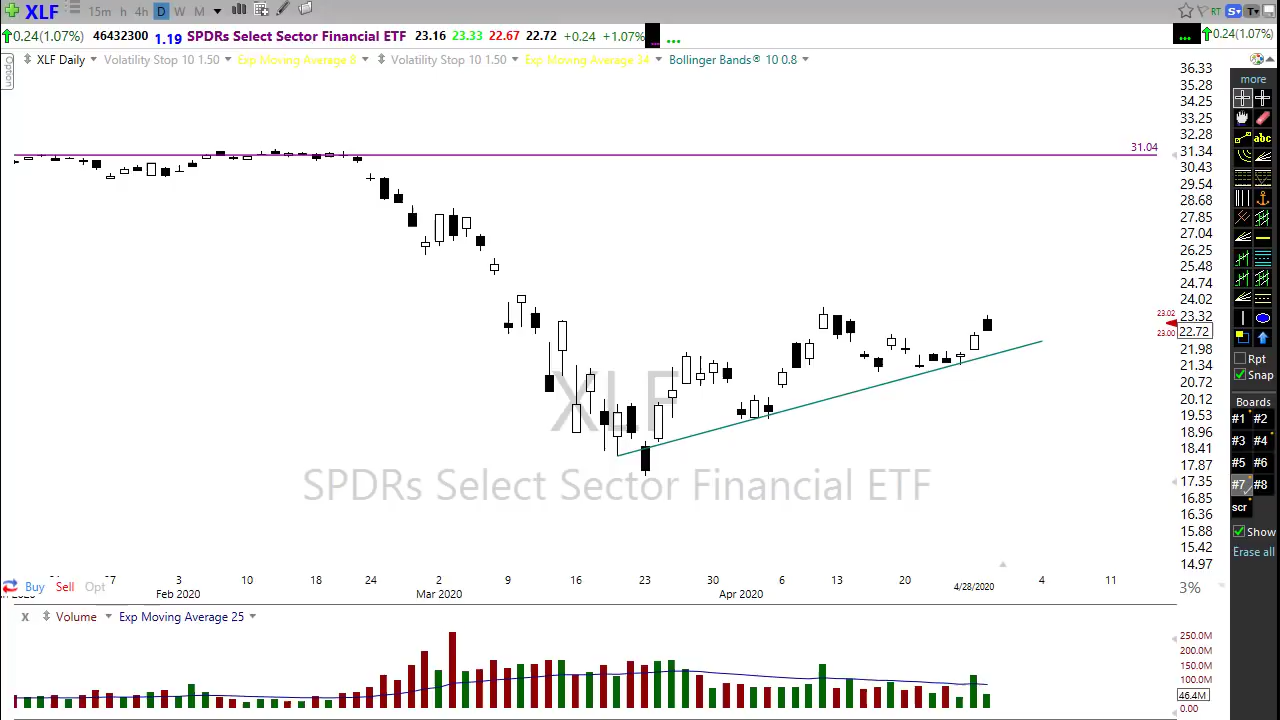 XLF 15m h 4h D W M RT S T
0.24(1.07%) 46432300 1.19 SPDRs Select Sector Financial ETF 23.16 23.33 22.67 22.72 +0.24 +1.07% ... ... 0.24(1.07%)
Option
XLF Daily Volatility Stop 10 1.50 Exp Moving Average 8 Volatility Stop 10 1.50 Exp Moving Average 34 Bollinger Bands® 10 0.8
36.33
35.28
34.25
33.25
32.28
31.04
31.34
30.43
29.54
28.68
27.85
27.04
26.25
25.48
24.74
24.02
23.02
23.32
23.00
22.72
21.98
21.34
20.72
20.12
19.53
18.96
18.41
17.87
17.35
16.85
16.36
15.88
15.42
14.97
XLF
SPDRs Select Sector Financial ETF
more
abc
Rpt
Snap
Boards
#1 #2
#3 #4
#5 #6
#7 #8
scr
Show
Erase all
27 3 10 18 24 2 9 16 23 30 6 13 20 4/28/2020 4 11
Feb 2020 Mar 2020 Apr 2020
Buy Sell Opt
3%
x Volume Exp Moving Average 25
250.0M
200.0M
150.0M
100.0M
46.4M
0.00